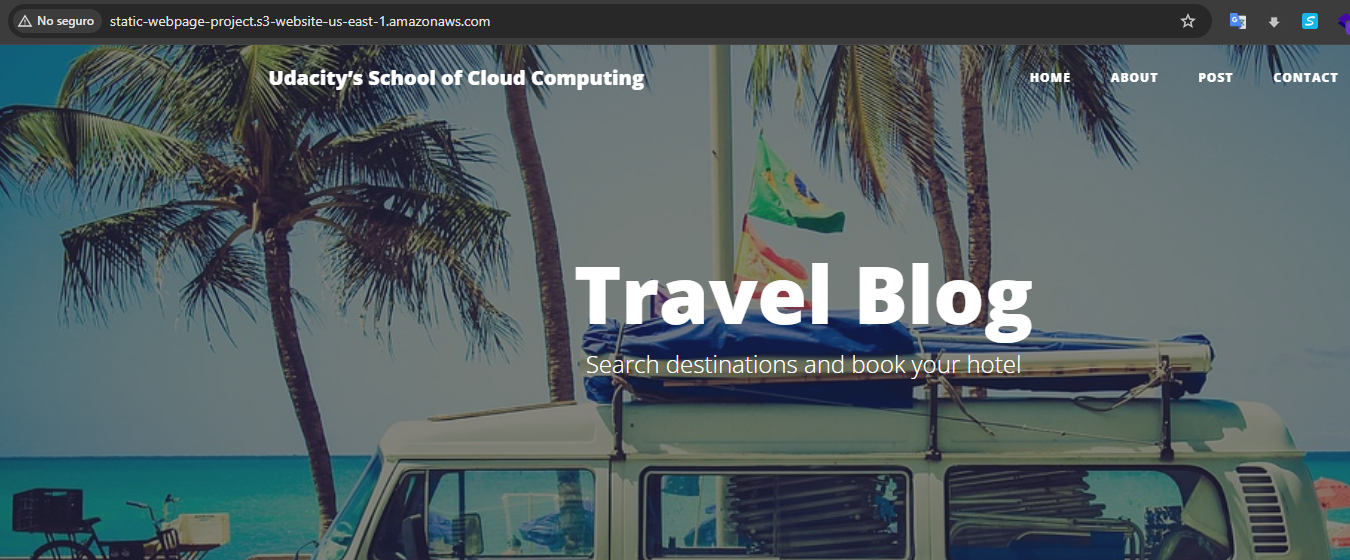 No seguro static-webpage-project.s3-website-us-east-1.amazonaws.com
Udacity’s School of Cloud Computing HOME ABOUT POST CONTACT
Travel Blog
Search destinations and book your hotel